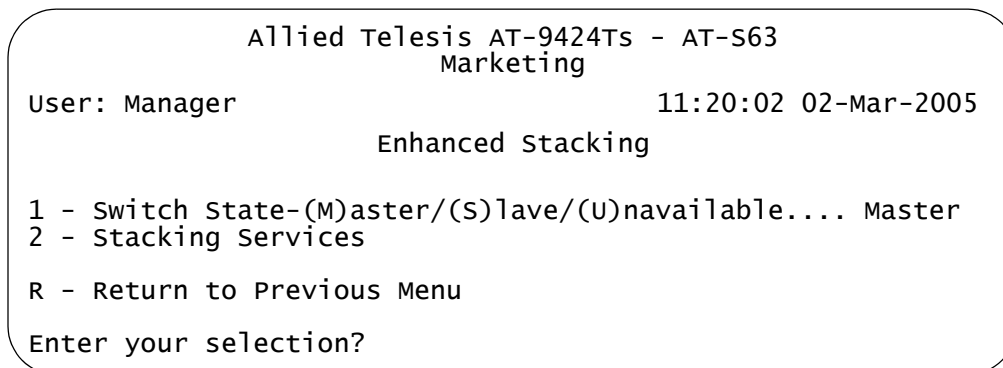 Allied Telesis AT-9424Ts - AT-S63
Marketing
User: Manager 11:20:02 02-Mar-2005
Enhanced Stacking
1 - Switch State-(M)aster/(S)lave/(U)navailable.... Master
2 - Stacking Services
R - Return to Previous Menu
Enter your selection?